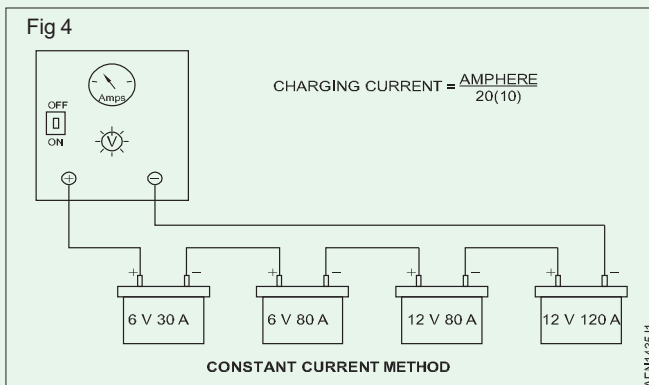 Fig 4
Amps
OFF
ON
V
+
–
CHARGING CURRENT = AMPHERE
20(10)
+ – + – + – + –
6 V 30 A 6 V 80 A 12 V 80 A 12 V 120 A
CONSTANT CURRENT METHOD